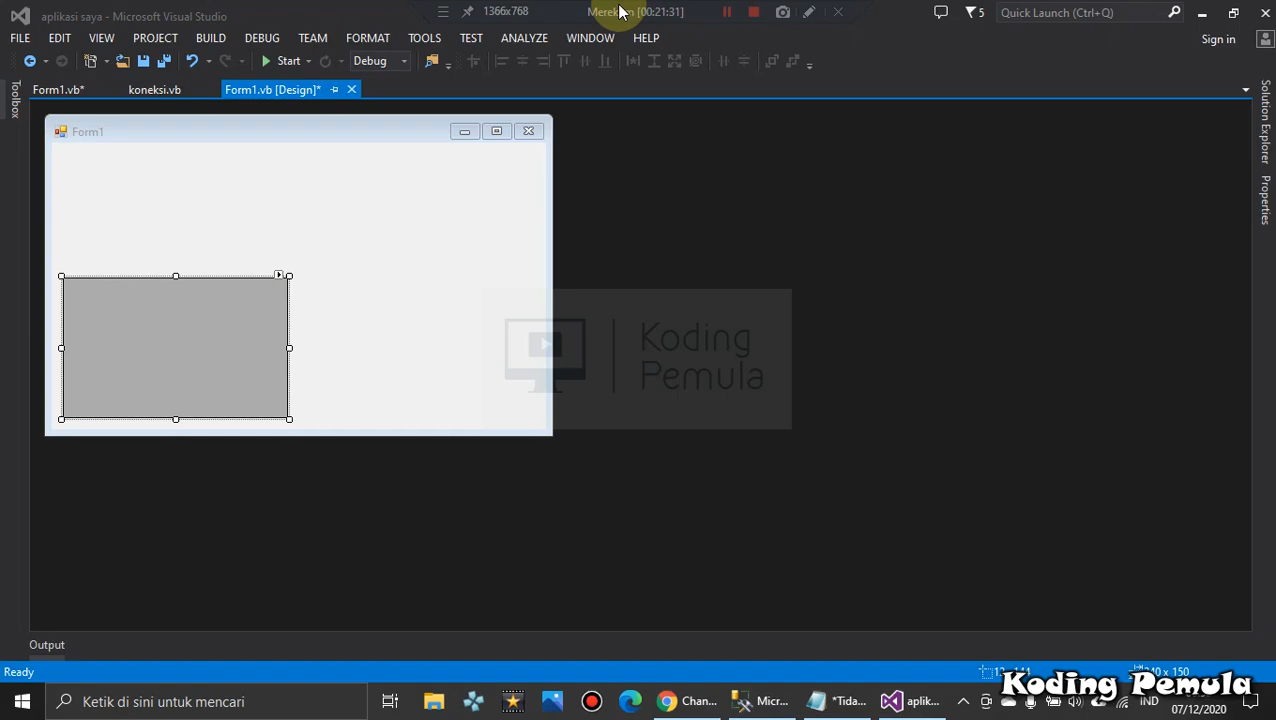 aplikasi saya - Microsoft Visual Studio
1366x768
[00:21:31]
5
Quick Launch (Ctrl+Q)
FILE EDIT VIEW PROJECT BUILD DEBUG TEAM FORMAT TOOLS TEST ANALYZE WINDOW HELP
Sign in
Start
Debug
Toolbox
Form1.vb*
koneksi.vb
Form1.vb [Design]*
Solution Explorer
Properties
Form1
Koding
Pemula
Output
Ready
Koding Pemula
Ketik di sini untuk mencari
Chan...
Micr...
*Tida...
aplik...
IND
07/12/2020